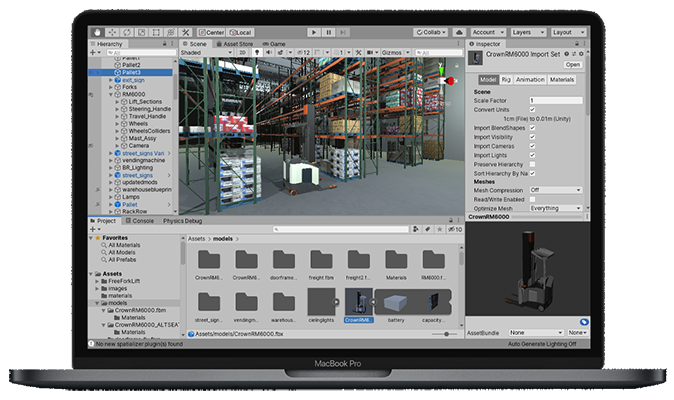 Center Local
Collab Account Layers Layout
Hierarchy
All
Pallet1
Pallet2
Pallet3
exit_sign
Forks
RM6000
Lift_Sections
Steering_Handle
Travel_Handle
Wheels
WheelsColliders
Mast_Assy
Camera
street_signs Vari
vendingmachine
BR_Lighting
street_signs
updatedmods
warehouseblueprin
Lamps
Pallet
RackRow
Scene Asset Store Game
Shaded 2D 12 1 Gizmos All
Inspector
CrownRM6000 Import Set
Open
Model Rig Animation Materials
Scene
Scale Factor 1
Convert Units
1cm (File) to 0.01m (Unity)
Import BlendShapes
Import Visibility
Import Cameras
Import Lights
Preserve Hierarchy
Sort Hierarchy By Na
Meshes
Mesh Compression Off
Read/Write Enabled
Optimize Mesh Everything
CrownRM6000
AssetBundle None None
Project Console Physics Debug
10
Favorites
All Materials
All Models
All Prefabs
Assets
FreeForkLift
images
materials
models
CrownRM6000.fbm
Materials
CrownRM6000_ALTSEAT
Materials
Assets > models
CrownRM6... CrownRM6... doorframe... freight.fbm freight2.f... Materials RM6000.f...
street_sign... vendingm... warehous... ceilinglights CrownRM6... battery capacity...
Assets/models/CrownRM6000.fbx
No new spatializer plugin(s) found
Auto Generate Lighting Off
MacBook Pro